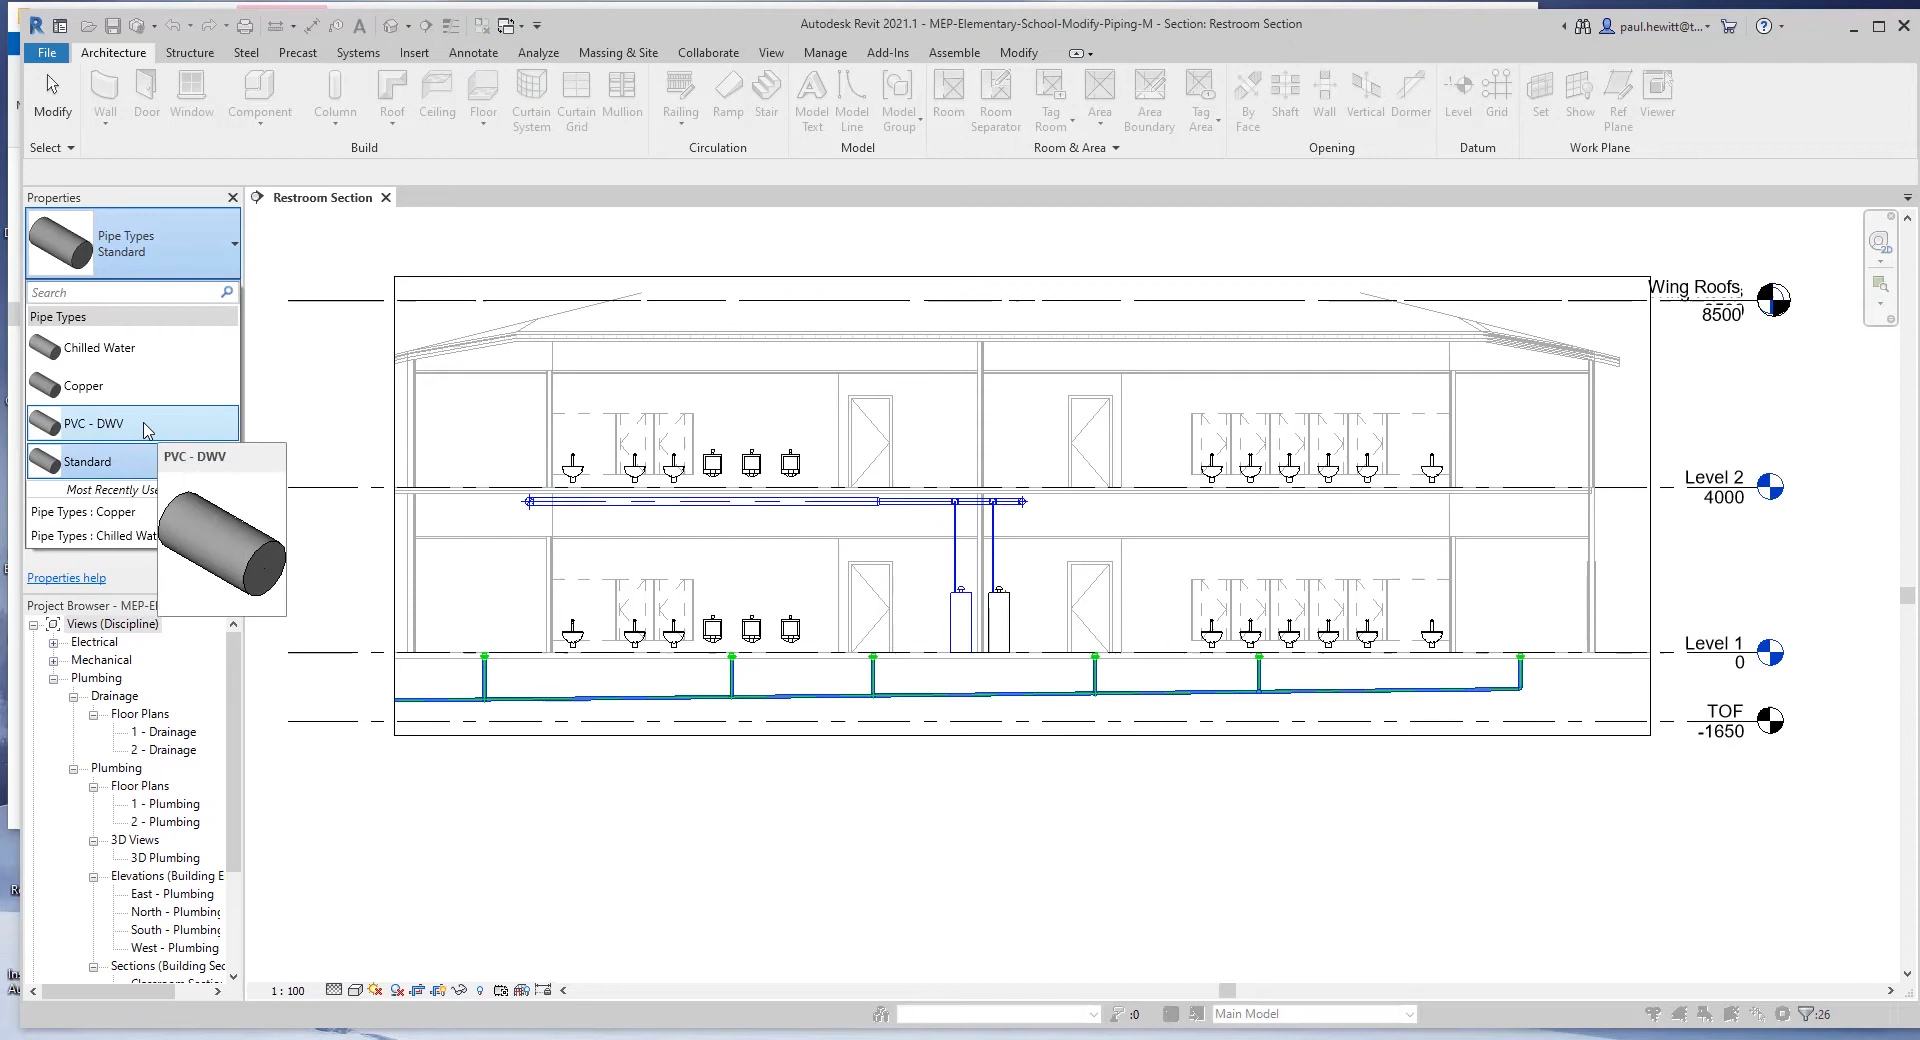 Autodesk Revit 2021.1 - MEP-Elementary-School-Modify-Piping-M - Section: Restroom Section
paul.hewitt@t...
File Architecture Structure Steel Precast Systems Insert Annotate Analyze Massing & Site Collaborate View Manage Add-Ins Assemble Modify
Modify Wall Door Window Component Column Roof Ceiling Floor Curtain System Curtain Grid Mullion Railing Ramp Stair Model Text Model Line Model Group Room Room Separator Tag Room Area Area Boundary Tag Area By Face Shaft Wall Vertical Dormer Level Grid Set Show Ref Plane Viewer
Select Build Circulation Model Room & Area Opening Datum Work Plane
Properties
Restroom Section
Pipe Types
Standard
Search
Pipe Types
Chilled Water
Copper
PVC - DWV
Standard
PVC - DWV
Most Recently Use
Pipe Types : Copper
Pipe Types : Chilled Wat
Properties help
Project Browser - MEP-El
Views (Discipline)
Electrical
Mechanical
Plumbing
Drainage
Floor Plans
1 - Drainage
2 - Drainage
Plumbing
Floor Plans
1 - Plumbing
2 - Plumbing
3D Views
3D Plumbing
Elevations (Building E
East - Plumbing
North - Plumbing
South - Plumbing
West - Plumbing
Sections (Building Sec
Wing Roofs
8500
Level 2
4000
Level 1
0
TOF
-1650
2D
1 : 100
:0
Main Model
:26